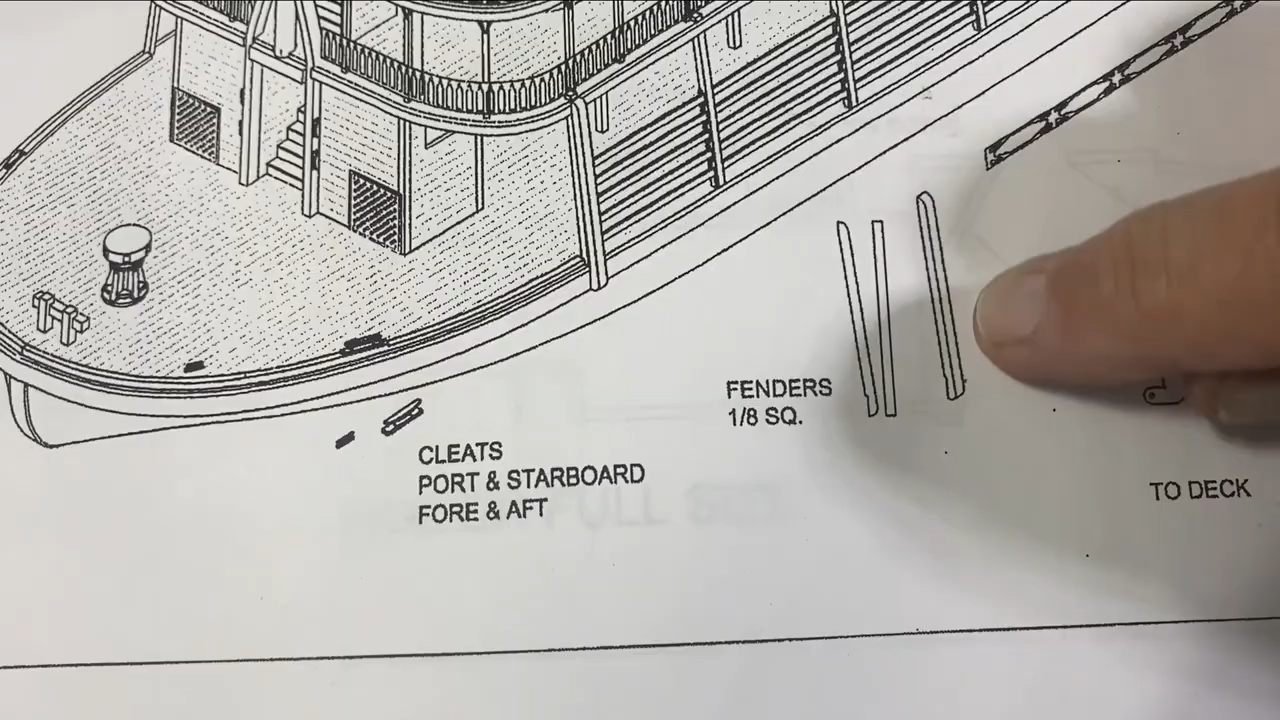 FENDERS
1/8 SQ.
CLEATS
PORT & STARBOARD
FORE & AFT
TO DECK